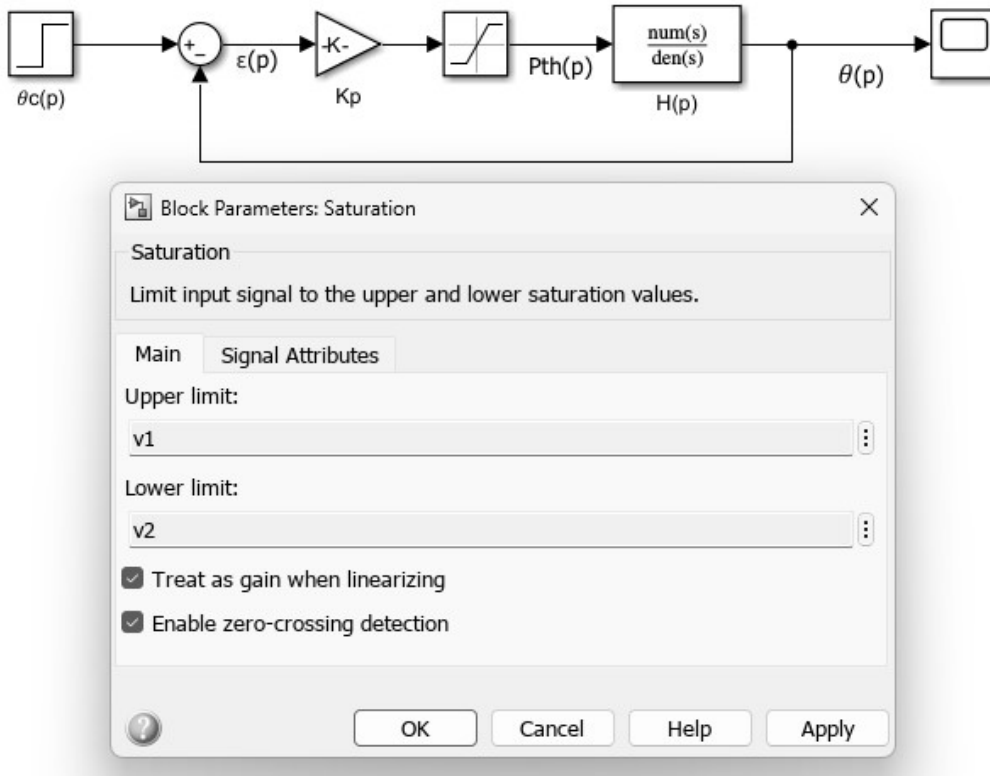 +
−
-K-
num(s)
den(s)
ε(p)
Pth(p)
θ(p)
θc(p)
Kp
H(p)
Block Parameters: Saturation
Saturation
Limit input signal to the upper and lower saturation values.
Main
Signal Attributes
Upper limit:
v1
Lower limit:
v2
Treat as gain when linearizing
Enable zero-crossing detection
?
OK
Cancel
Help
Apply